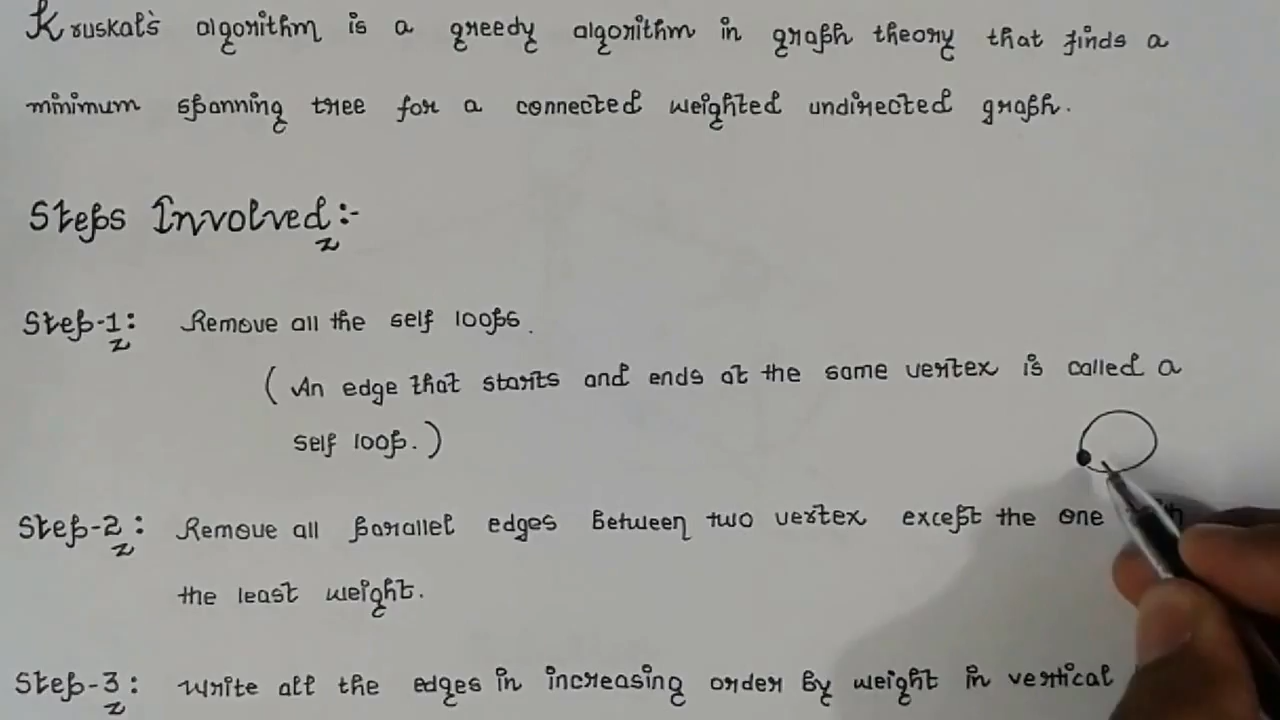 Kruskal's algorithm is a greedy algorithm in graph theory that finds a
minimum spanning tree for a connected weighted undirected graph.
Steps Involved:-
Step-1: Remove all the self loops.
(An edge that starts and ends at the same vertex is called a
self loop.)
Step-2: Remove all parallel edges Between two vertex except the one
the least weight.
Step-3: Write all the edges in increasing order By weight in vertical